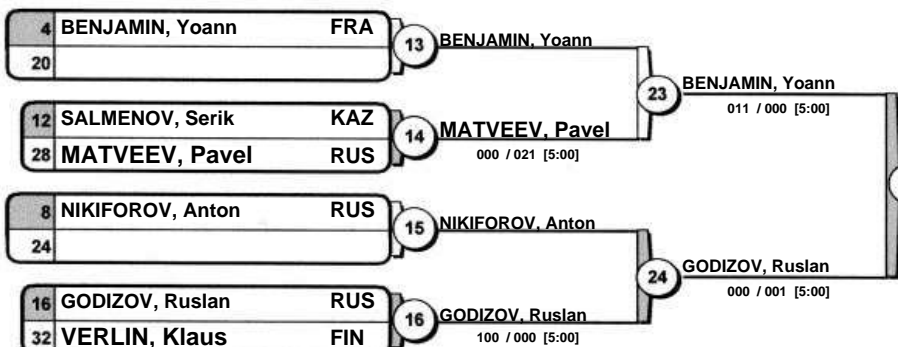 4 BENJAMIN, Yoann FRA
20
13
BENJAMIN, Yoann
12 SALMENOV, Serik KAZ
28 MATVEEV, Pavel RUS
14
MATVEEV, Pavel
000 / 021 [5:00]
23
BENJAMIN, Yoann
011 / 000 [5:00]
8 NIKIFOROV, Anton RUS
24
15
NIKIFOROV, Anton
16 GODIZOV, Ruslan RUS
32 VERLIN, Klaus FIN
16
GODIZOV, Ruslan
100 / 000 [5:00]
24
GODIZOV, Ruslan
000 / 001 [5:00]